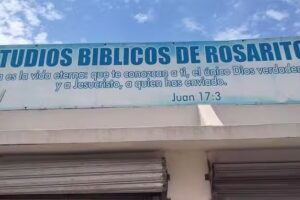 TUDIOS BIBLICOS DE ROSARITO
a es la vida eterna: que te conozcan a ti, el único Dios verdader
y a Jesucristo, a quien has enviado.
Juan 17:3